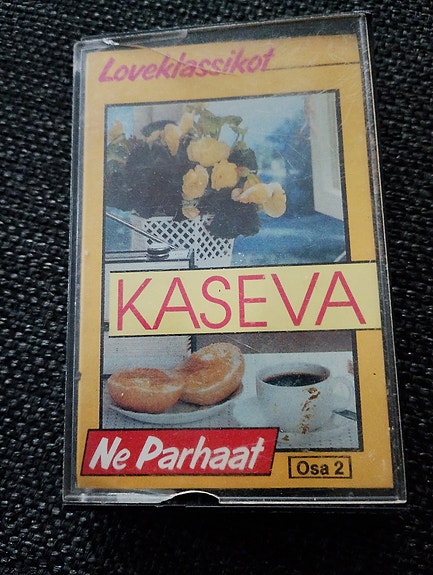 Loveklassikot
KASEVA
Ne Parhaat
Osa 2